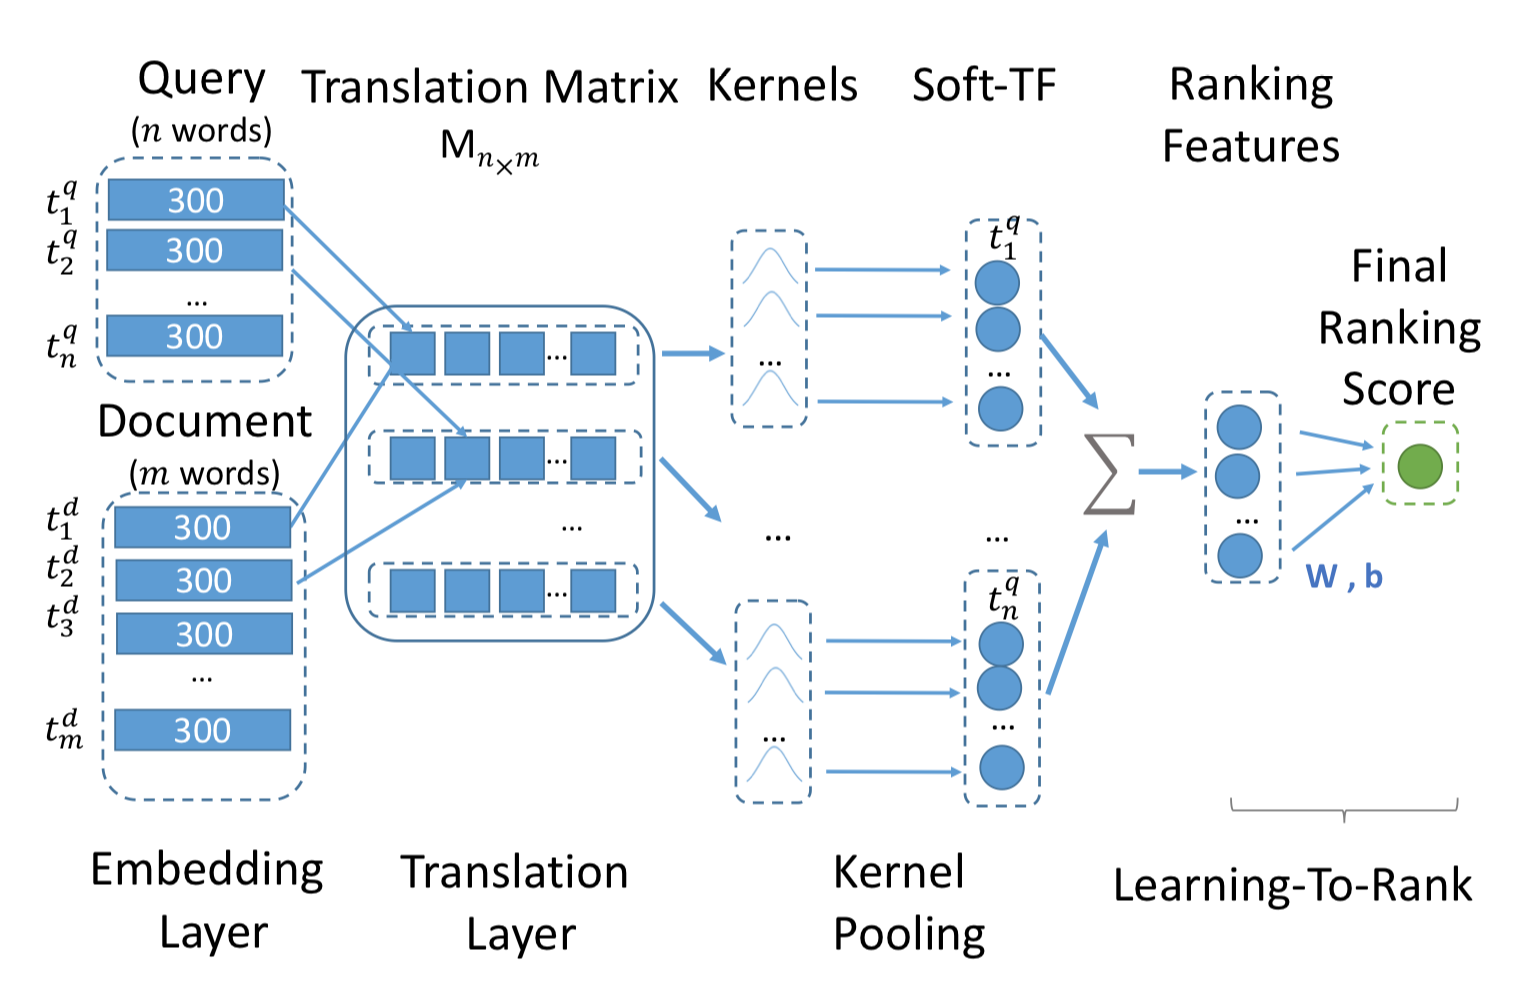 Query
(n words)
t_1^q 300
t_2^q 300
...
t_n^q 300
Document
(m words)
t_1^d 300
t_2^d 300
t_3^d 300
...
t_m^d 300
Embedding
Layer
Translation Matrix
M_{n×m}
...
...
...
...
Translation
Layer
Kernels
...
...
...
Soft-TF
t_1^q
...
...
t_n^q
...
Kernel
Pooling
∑
Ranking
Features
...
W , b
Final
Ranking
Score
Learning-To-Rank